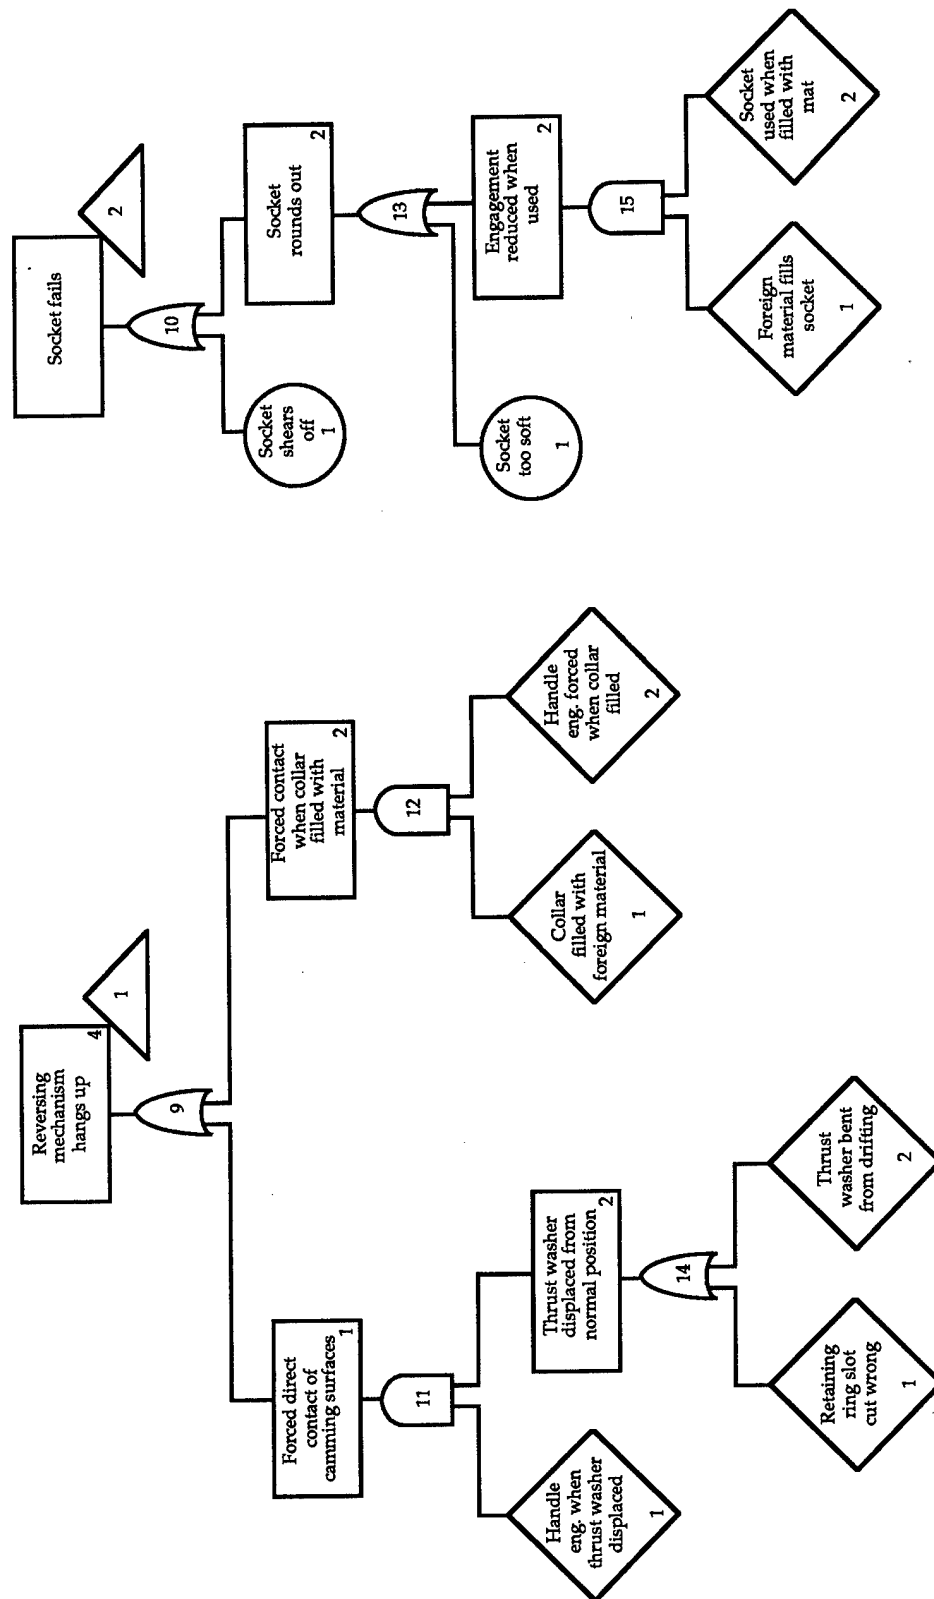 Reversing
mechanism
hangs up
4
1
9
Forced direct
contact of
camming surfaces
1
Forced contact
when collar
filled with
material
2
11
12
Handle
eng. when
thrust washer
displaced
1
Thrust washer
displaced from
normal position
2
Collar
filled with
foreign material
1
Handle
eng. forced
when collar
filled
2
14
Retaining
ring slot
cut wrong
1
Thrust
washer bent
from drifting
2
Socket fails
2
10
Socket
shears
off
1
Socket
rounds out
2
13
Socket
too soft
1
Engagement
reduced when
used
2
15
Foreign
material fills
socket
1
Socket
used when
filled with
mat
2